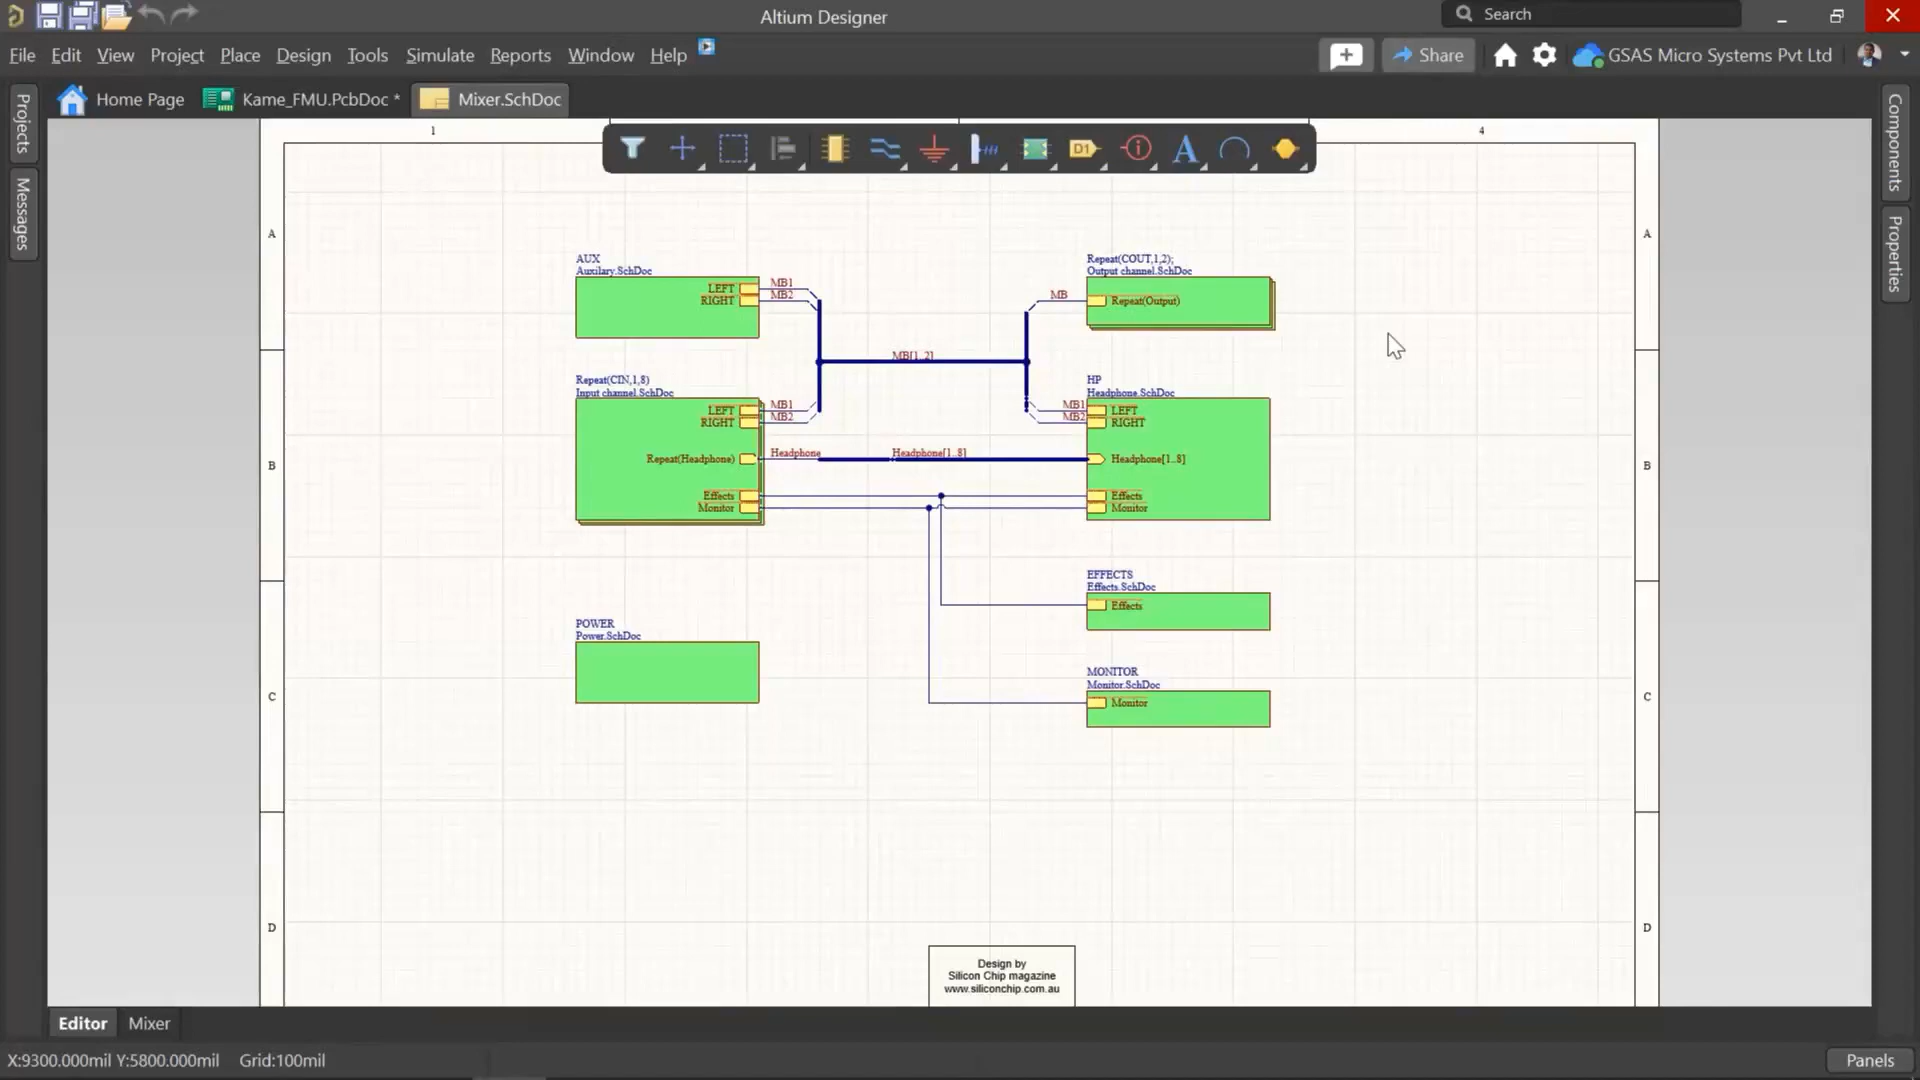 Altium Designer
Search
File Edit View Project Place Design Tools Simulate Reports Window Help
Share
GSAS Micro Systems Pvt Ltd
Home Page
Kame_FMU.PcbDoc *
Mixer.SchDoc
Projects
Messages
Components
Properties
1
4
D1
A
A
B
B
C
C
D
D
AUX
Auxilary.SchDoc
LEFT
RIGHT
MB1
MB2
Repeat(COUT,1,2);
Output channel.SchDoc
MB
Repeat(Output)
MB[1..2]
Repeat(CIN,1,8)
Input channel.SchDoc
LEFT
RIGHT
MB1
MB2
Repeat(Headphone)
Headphone
Headphone[1..8]
Effects
Monitor
HP
Headphone.SchDoc
MB1
MB2
LEFT
RIGHT
Headphone[1..8]
Effects
Monitor
EFFECTS
Effects.SchDoc
Effects
POWER
Power.SchDoc
MONITOR
Monitor.SchDoc
Monitor
Design by
Silicon Chip magazine
www.siliconchip.com.au
Editor
Mixer
X:9300.000mil Y:5800.000mil
Grid:100mil
Panels